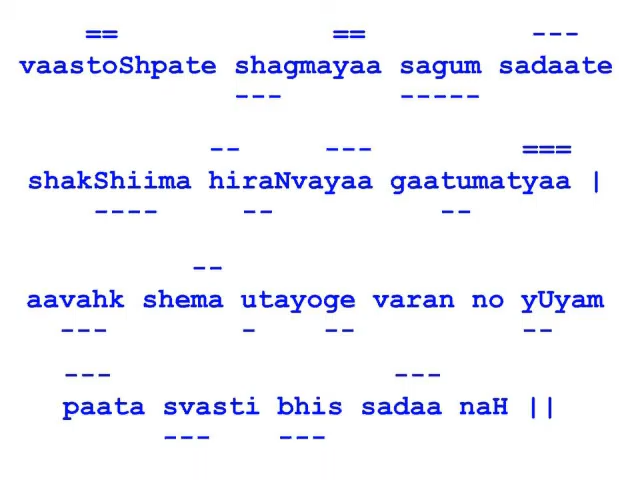 vaastoShpate shagmayaa sagum sadaate
shakShiima hiraNvayaa gaatumatyaa |
aavahk shema utayoge varan no yUyam
paata svasti bhis sadaa naH ||